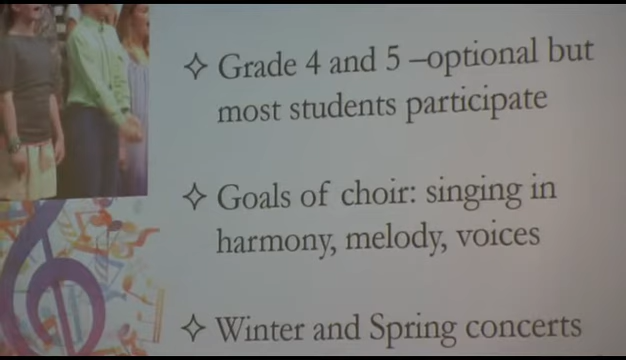 ✧ Grade 4 and 5 –optional but
most students participate
✧ Goals of choir: singing in
harmony, melody, voices
✧ Winter and Spring concerts